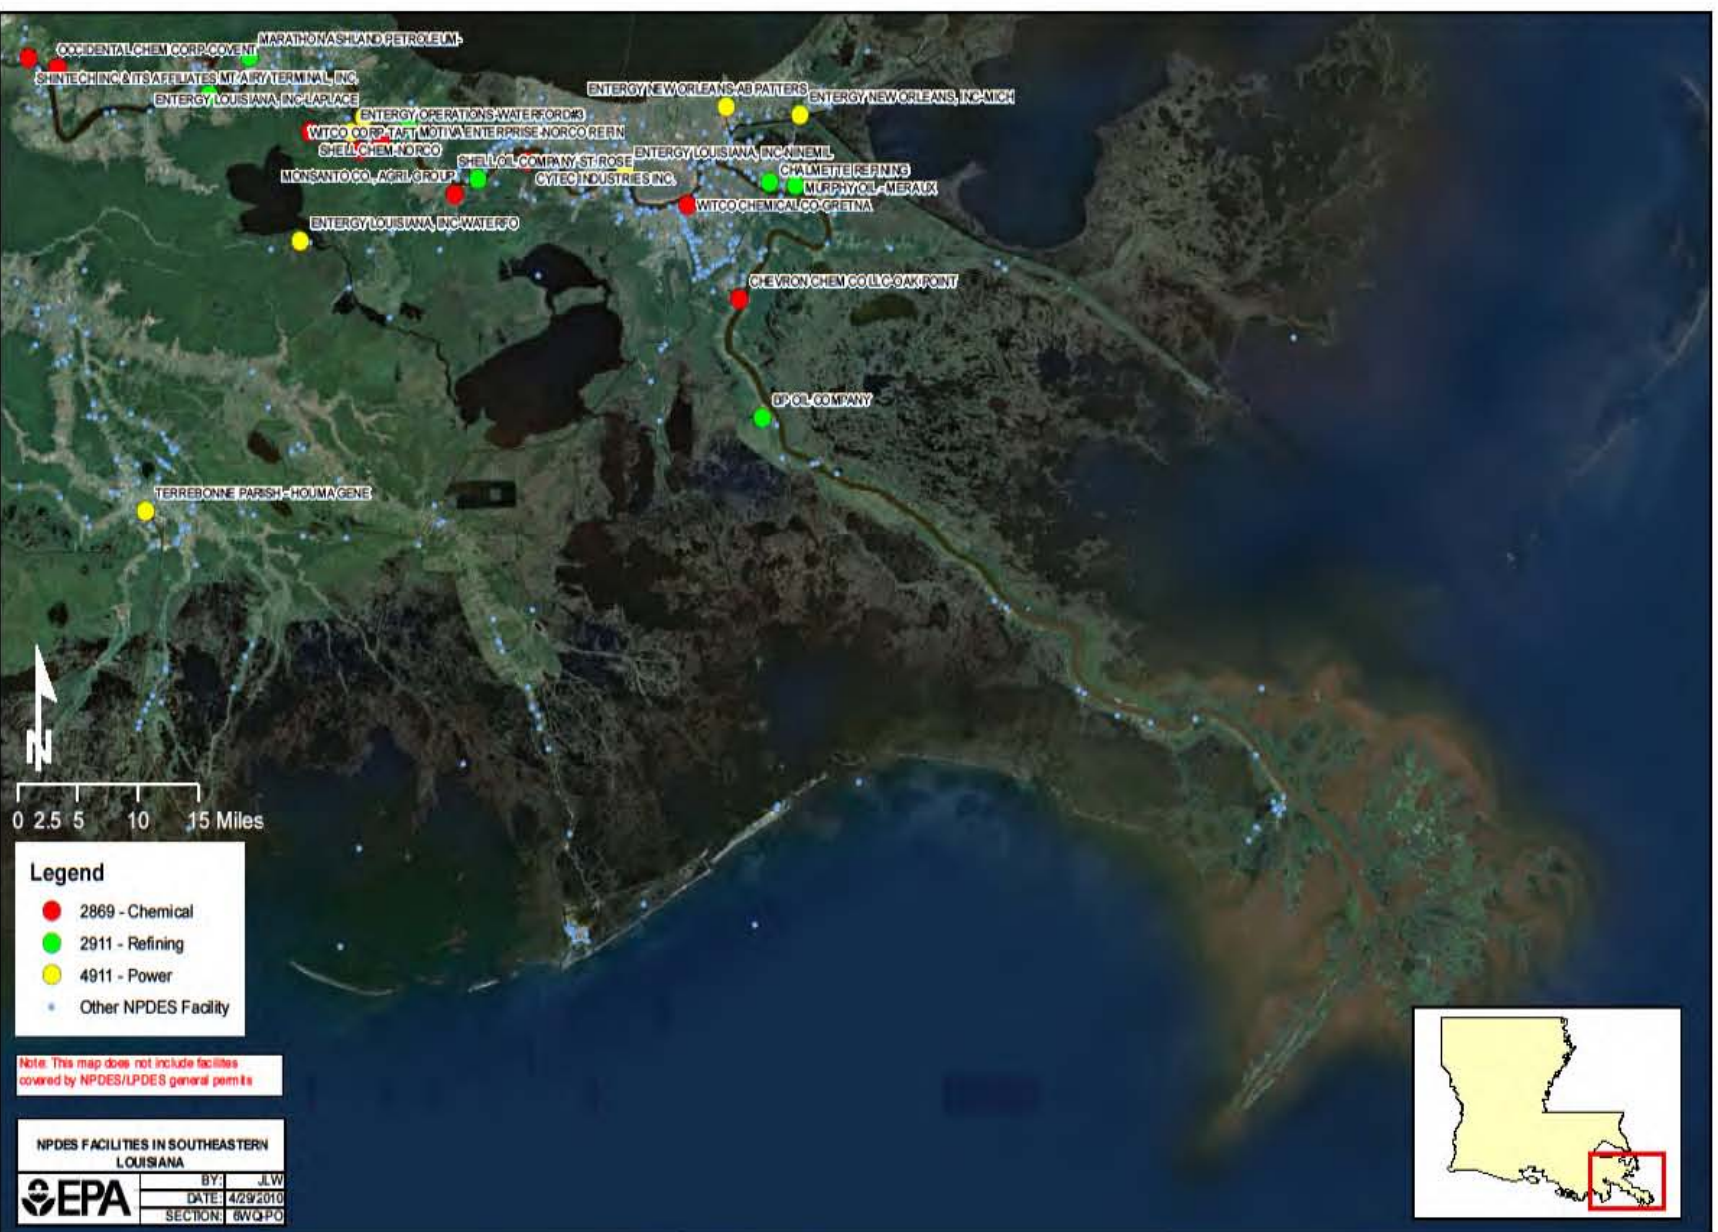 OCCIDENTAL CHEM CORP-COVENT
MARATHON ASHLAND PETROLEUM-
SHINTECH INC & ITS AFFILIATES
MT. AIRY TERMINAL, INC.
ENTERGY LOUISIANA, INC-LAPLACE
ENTERGY NEW ORLEANS-AB PATTERS
ENTERGY NEW ORLEANS, INC-MICH
ENTERGY OPERATIONS-WATERFORD#3
WITCO CORP-TAFT
MOTIVA ENTERPRISE-NORCO REFIN
SHELL CHEM-NORCO
SHELL OIL COMPANY-ST. ROSE
ENTERGY LOUISIANA, INC-NINEMIL
MONSANTO CO., AGRIL GROUP
CYTEC INDUSTRIES INC.
CHALMETTE REFINING
MURPHY OIL - MERAUX
WITCO CHEMICAL CO-GRETNA
ENTERGY LOUISIANA, INC-WATERFO
CHEVRON CHEM CO LLC-OAK POINT
BP OIL COMPANY
TERREBONNE PARISH - HOUMA GENE
N
0 2.5 5 10 15 Miles
Legend
2869 - Chemical
2911 - Refining
4911 - Power
Other NPDES Facility
Note: This map does not include facilites
covered by NPDES/LPDES general permits
NPDES FACILITIES IN SOUTHEASTERN
LOUISIANA
EPA
BY: JLW
DATE: 4/29/2010
SECTION: 6WQ-PO